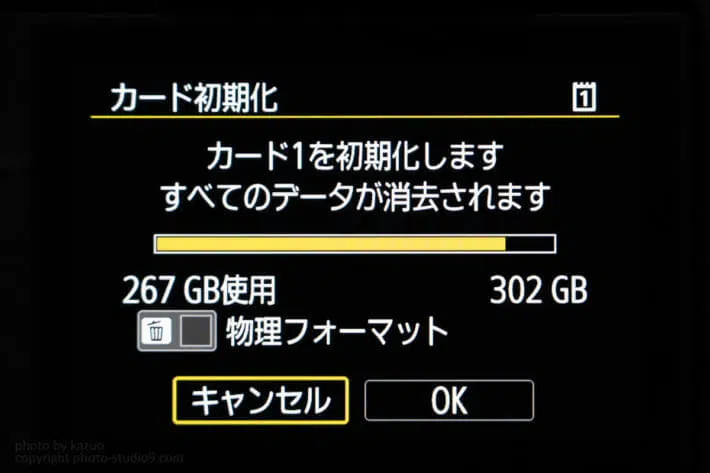 カード初期化 1
カード1を初期化します
すべてのデータが消去されます
267 GB使用 302 GB
物理フォーマット
キャンセル OK
photo by kazuo
copyright photo-studio9.com